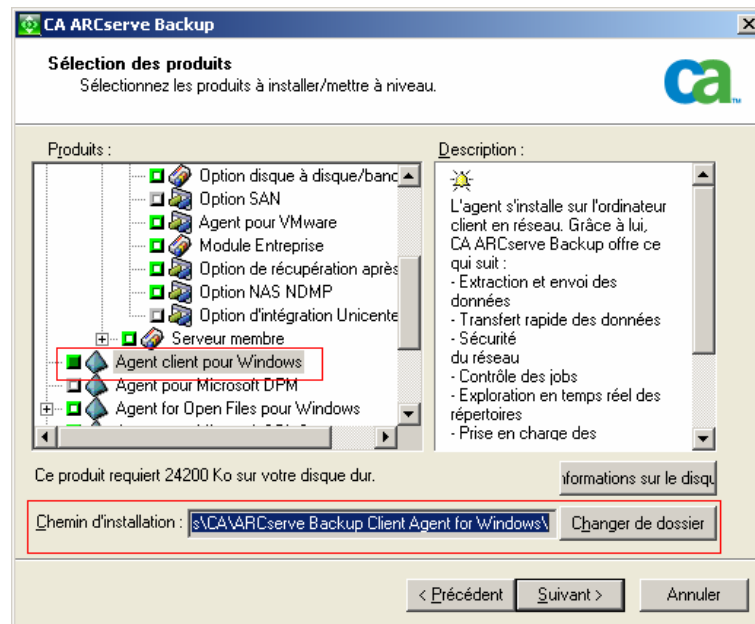 CA ARCserve Backup
Sélection des produits
Sélectionnez les produits à installer/mettre à niveau.
ca
Produits :
Option disque à disque/banc
Option SAN
Agent pour VMware
Module Entreprise
Option de récupération après
Option NAS NDMP
Option d'intégration Unicente
Serveur membre
Agent client pour Windows
Agent pour Microsoft DPM
Agent for Open Files pour Windows
Description :
L'agent s'installe sur l'ordinateur
client en réseau. Grâce à lui,
CA ARCserve Backup offre ce
qui suit :
- Extraction et envoi des
données
- Transfert rapide des données
- Sécurité
du réseau
- Contrôle des jobs
- Exploration en temps réel des
répertoires
- Prise en charge des
Ce produit requiert 24200 Ko sur votre disque dur.
nformations sur le disqu
Chemin d'installation :
s\CA\ARCserve Backup Client Agent for Windows\
Changer de dossier
< Précédent
Suivant >
Annuler